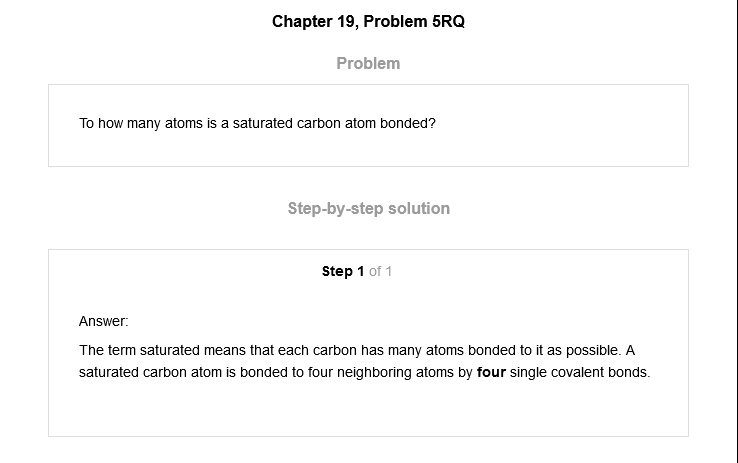 Chapter 19, Problem 5RQ
Problem
To how many atoms is a saturated carbon atom bonded?
Step-by-step solution
Step 1 of 1
Answer:
The term saturated means that each carbon has many atoms bonded to it as possible. A
saturated carbon atom is bonded to four neighboring atoms by four single covalent bonds.